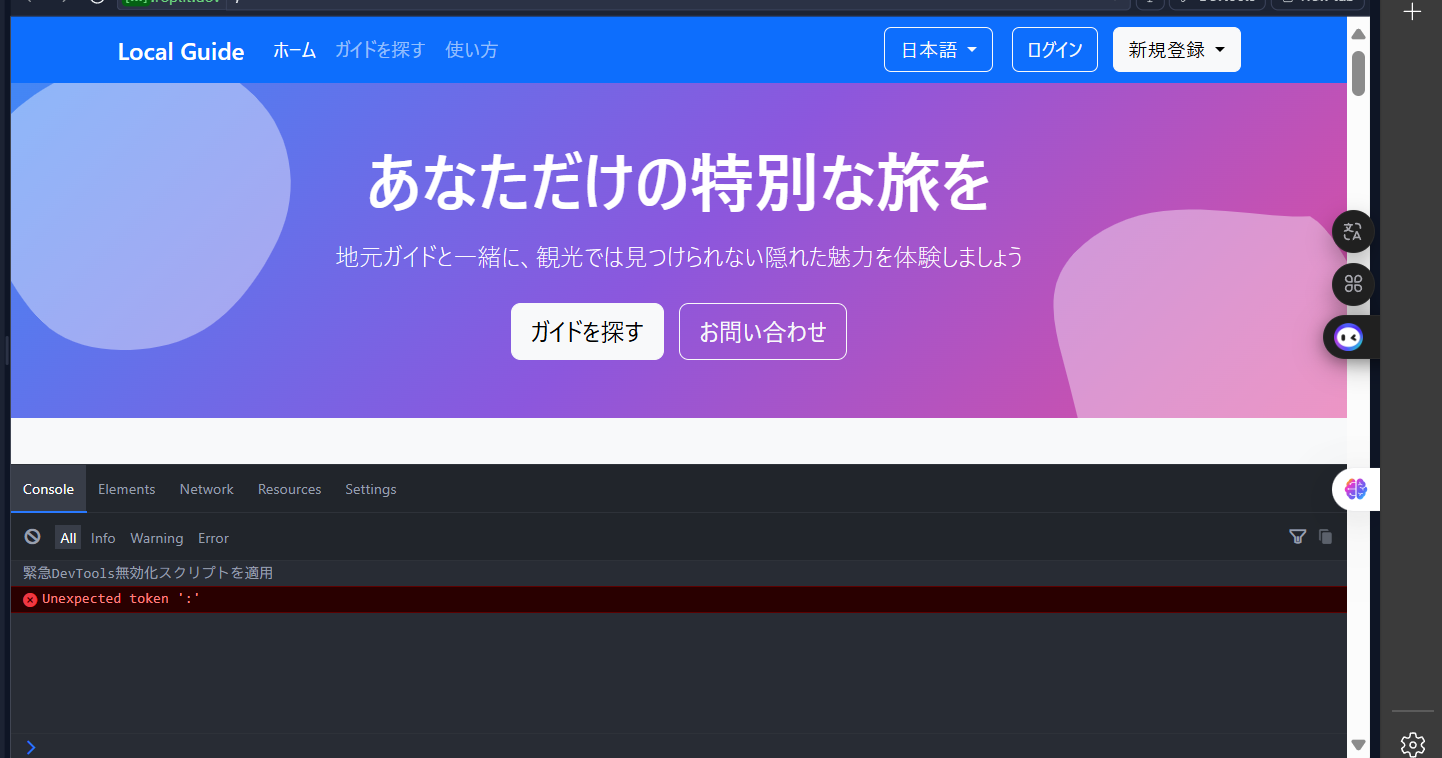 Local Guide ホーム ガイドを探す 使い方 日本語 ログイン 新規登録
あなただけの特別な旅を
地元ガイドと一緒に、観光では見つけられない隠れた魅力を体験しましょう
ガイドを探す お問い合わせ
Console Elements Network Resources Settings
All Info Warning Error
緊急DevTools無効化スクリプトを適用
Unexpected token ':'